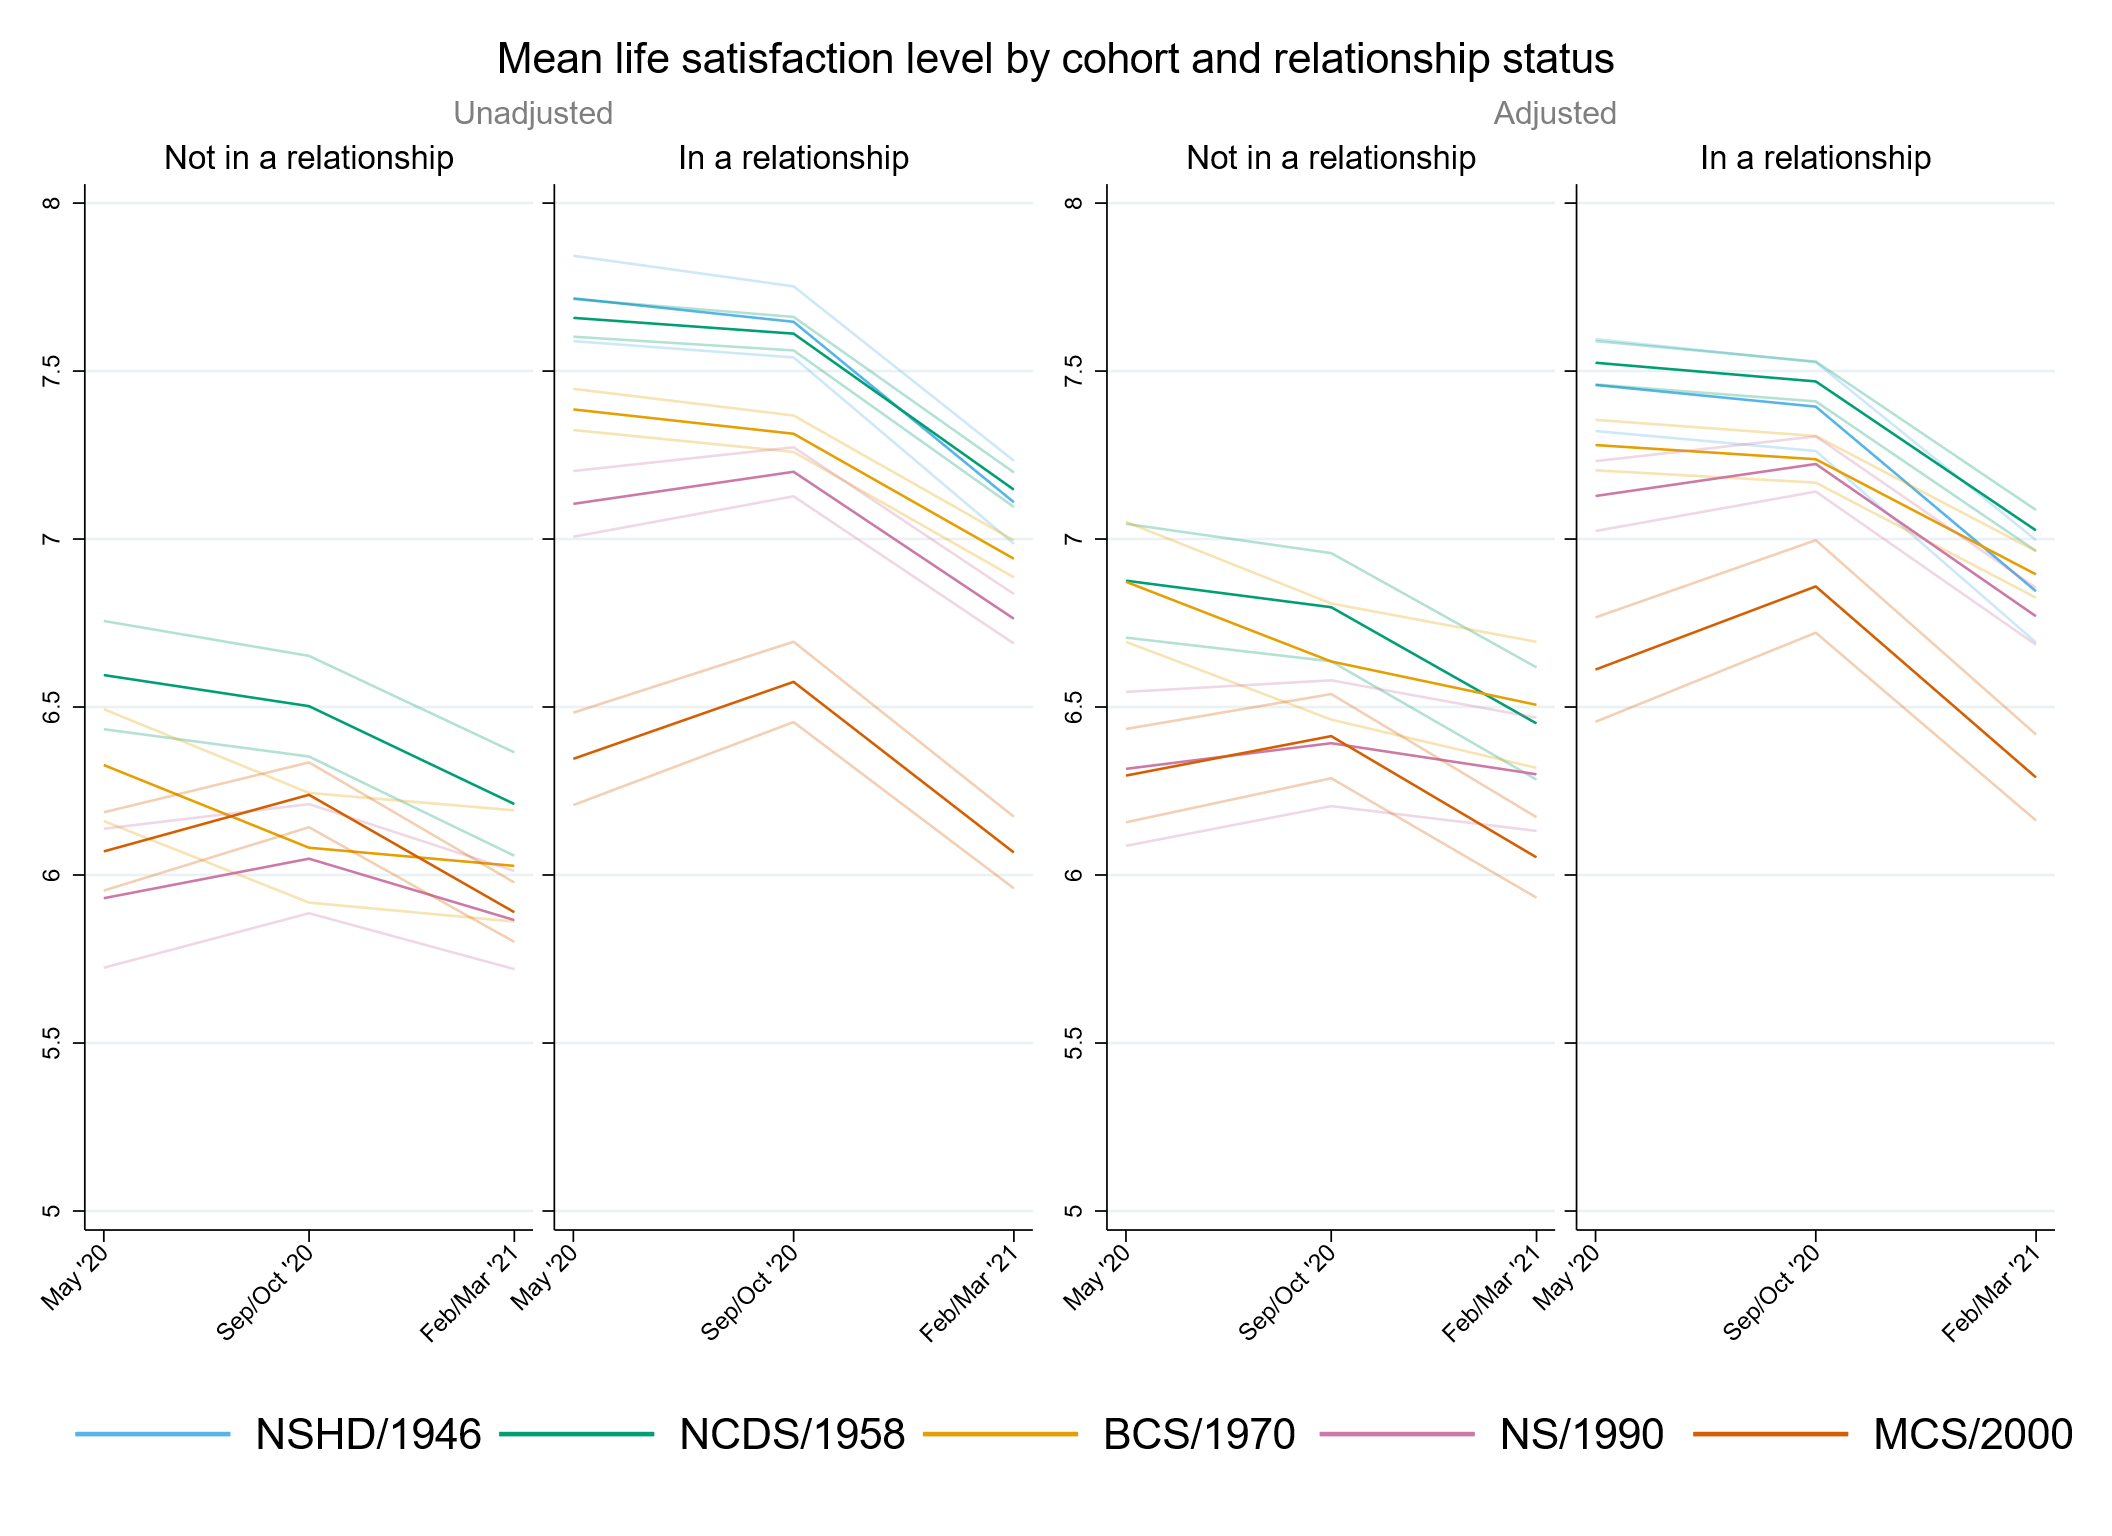 Mean life satisfaction level by cohort and relationship status
Unadjusted
Not in a relationship
In a relationship
8
7.5
7
6.5
6
5.5
5
May '20
Sep/Oct '20
Feb/Mar '21
May '20
Sep/Oct '20
Feb/Mar '21
Adjusted
Not in a relationship
In a relationship
8
7.5
7
6.5
6
5.5
5
May '20
Sep/Oct '20
Feb/Mar '21
May '20
Sep/Oct '20
Feb/Mar '21
NSHD/1946
NCDS/1958
BCS/1970
NS/1990
MCS/2000